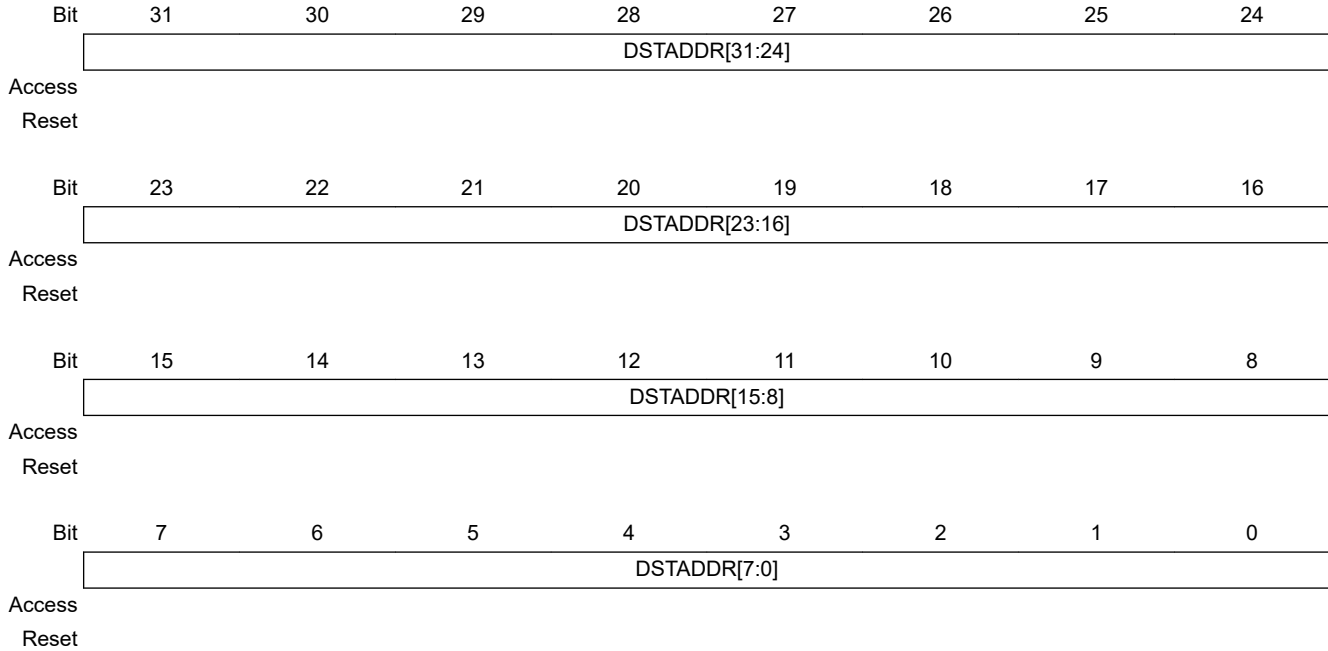 Bit 31 30 29 28 27 26 25 24
DSTADDR[31:24]
Access
Reset
Bit 23 22 21 20 19 18 17 16
DSTADDR[23:16]
Access
Reset
Bit 15 14 13 12 11 10 9 8
DSTADDR[15:8]
Access
Reset
Bit 7 6 5 4 3 2 1 0
DSTADDR[7:0]
Access
Reset